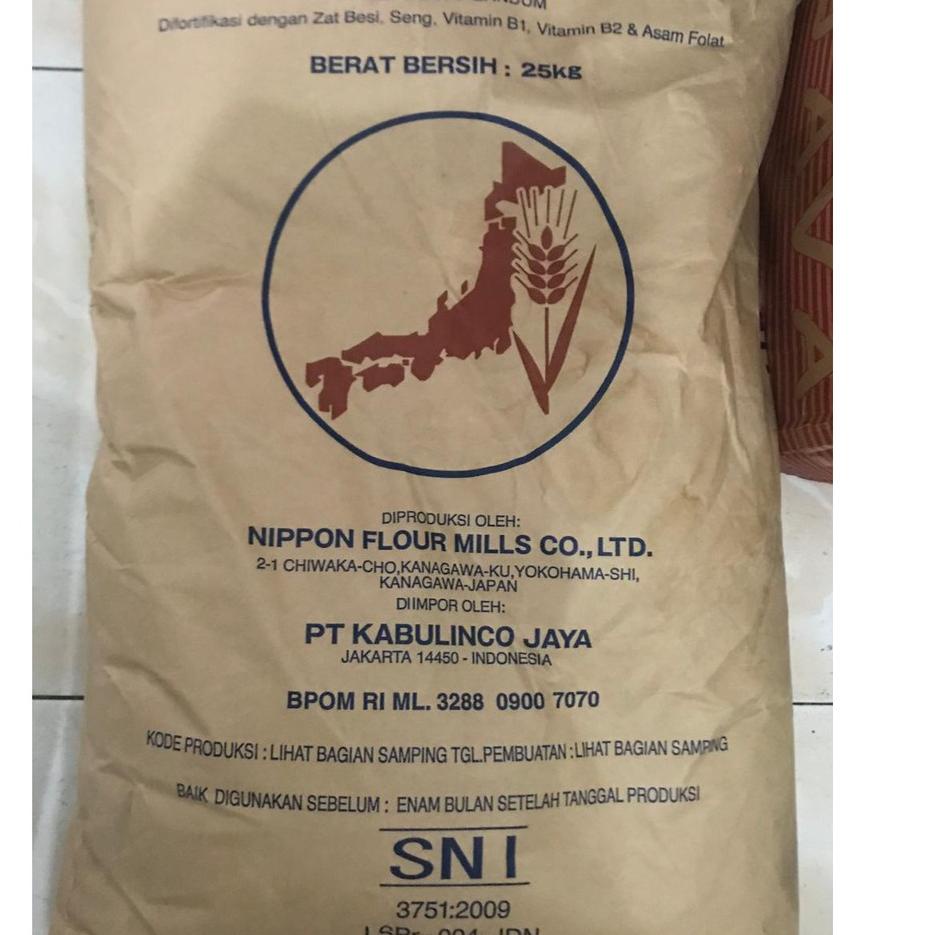 Difortifikasi dengan Zat Besi, Seng, Vitamin B1, Vitamin B2 & Asam Folat
BERAT BERSIH : 25kg
DIPRODUKSI OLEH:
NIPPON FLOUR MILLS CO., LTD.
2-1 CHIWAKA-CHO,KANAGAWA-KU,YOKOHAMA-SHI,
KANAGAWA-JAPAN
DIIMPOR OLEH:
PT KABULINCO JAYA
JAKARTA 14450 - INDONESIA
BPOM RI ML. 3288 0900 7070
KODE PRODUKSI : LIHAT BAGIAN SAMPING TGL.PEMBUATAN : LIHAT BAGIAN SAMPING
BAIK DIGUNAKAN SEBELUM : ENAM BULAN SETELAH TANGGAL PRODUKSI
SNI
3751:2009